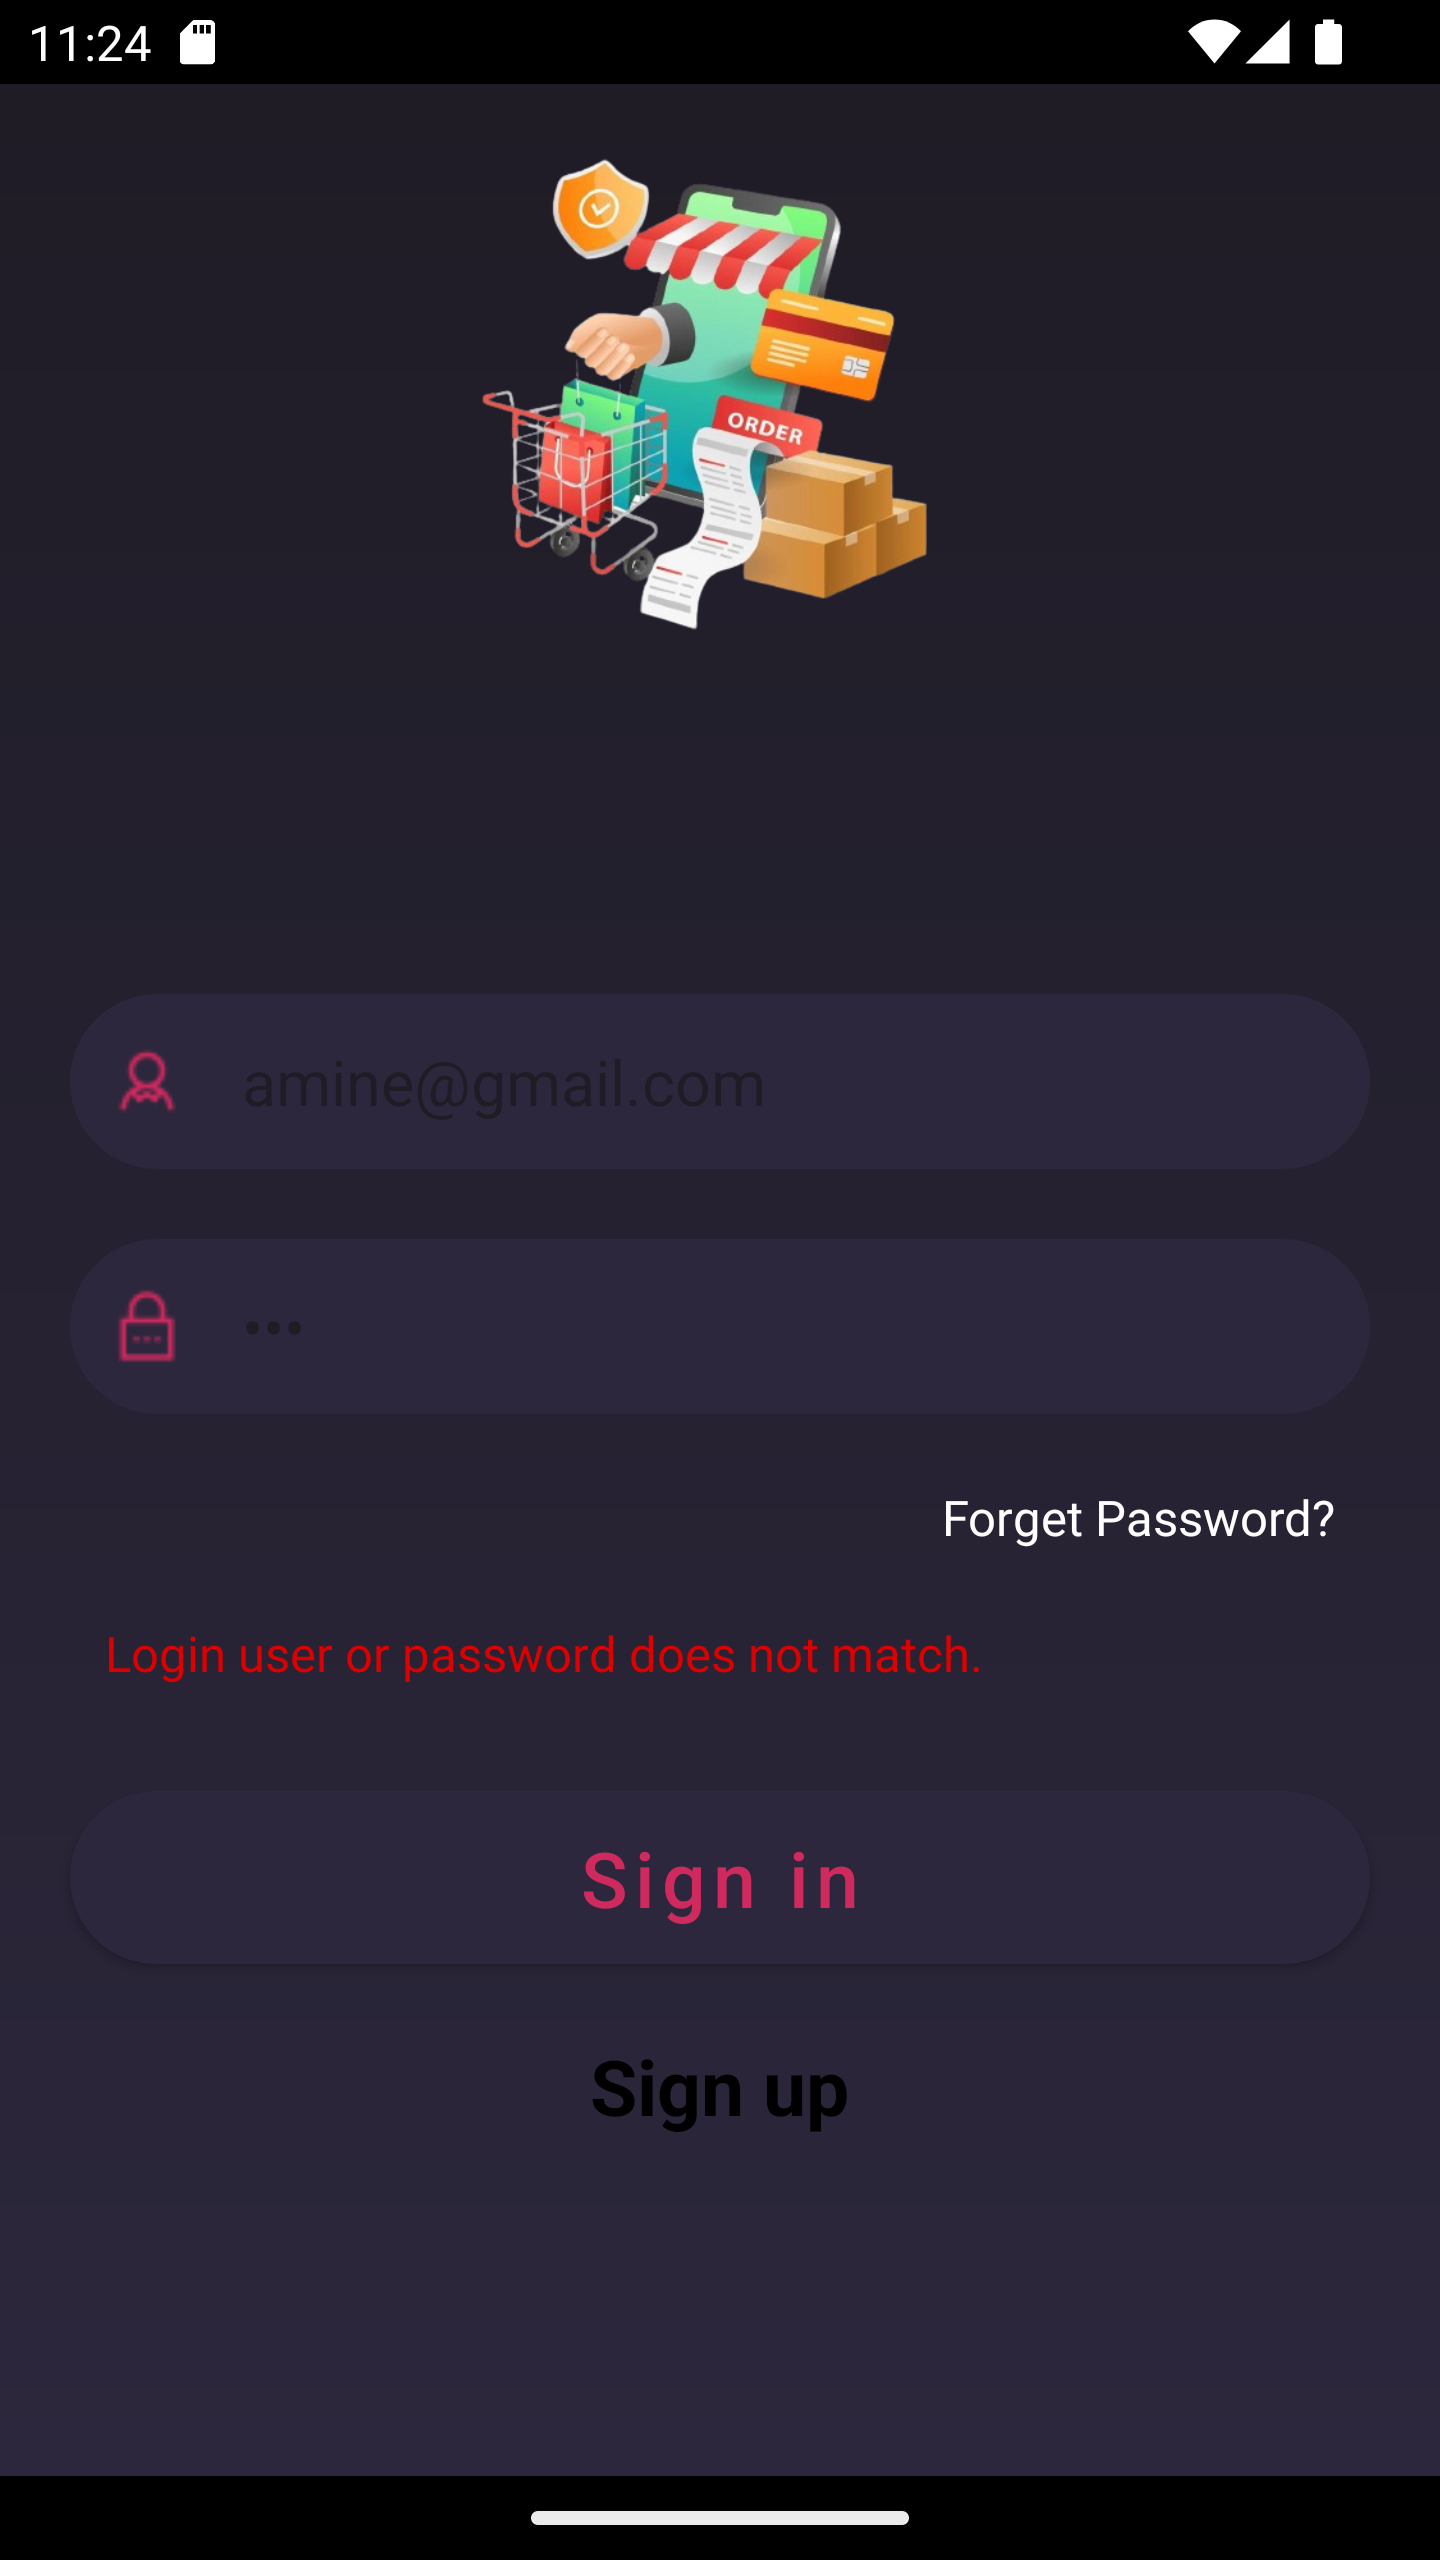 11:24
ORDER
amine@gmail.com
•••
Forget Password?
Login user or password does not match.
Sign in
Sign up